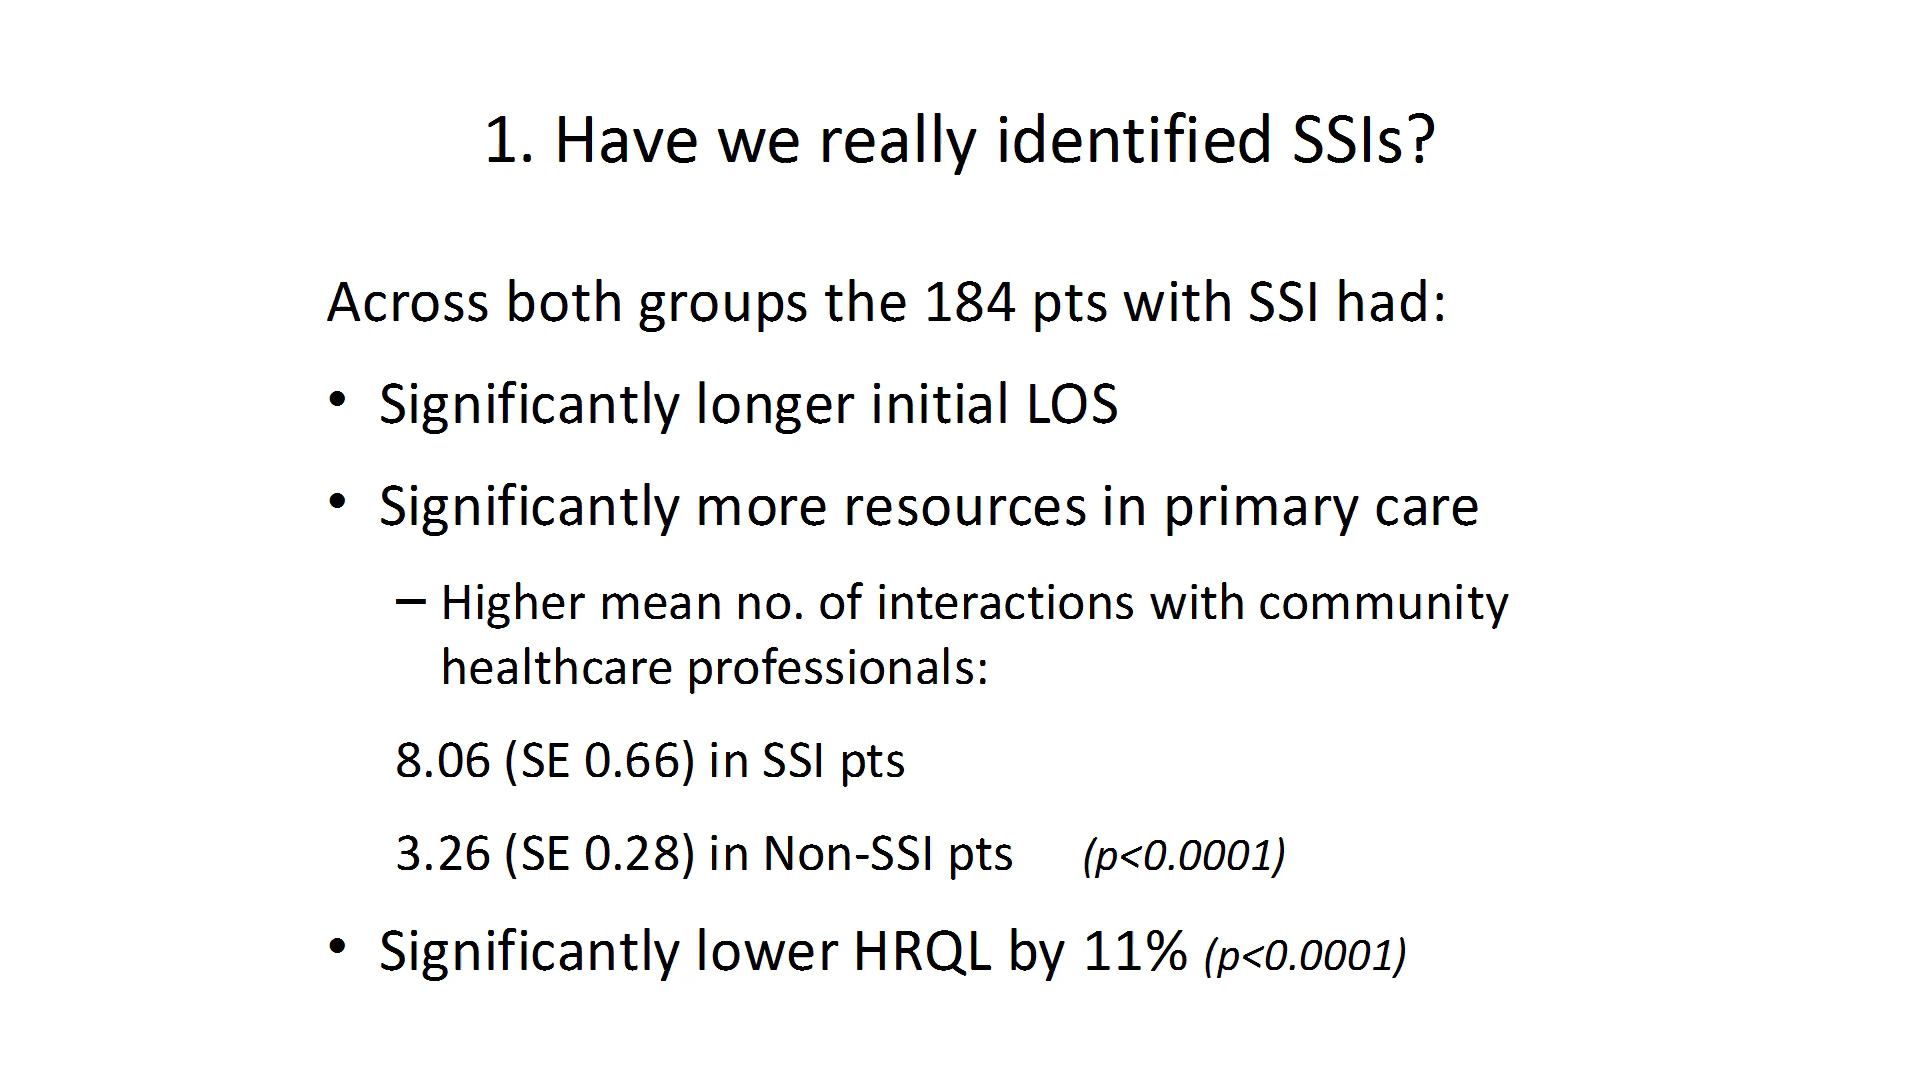 1. Have we really identified SSIs?
Across both groups the 184 pts with SSI had:
• Significantly longer initial LOS
• Significantly more resources in primary care
– Higher mean no. of interactions with community
healthcare professionals:
8.06 (SE 0.66) in SSI pts
3.26 (SE 0.28) in Non-SSI pts (p<0.0001)
• Significantly lower HRQL by 11% (p<0.0001)